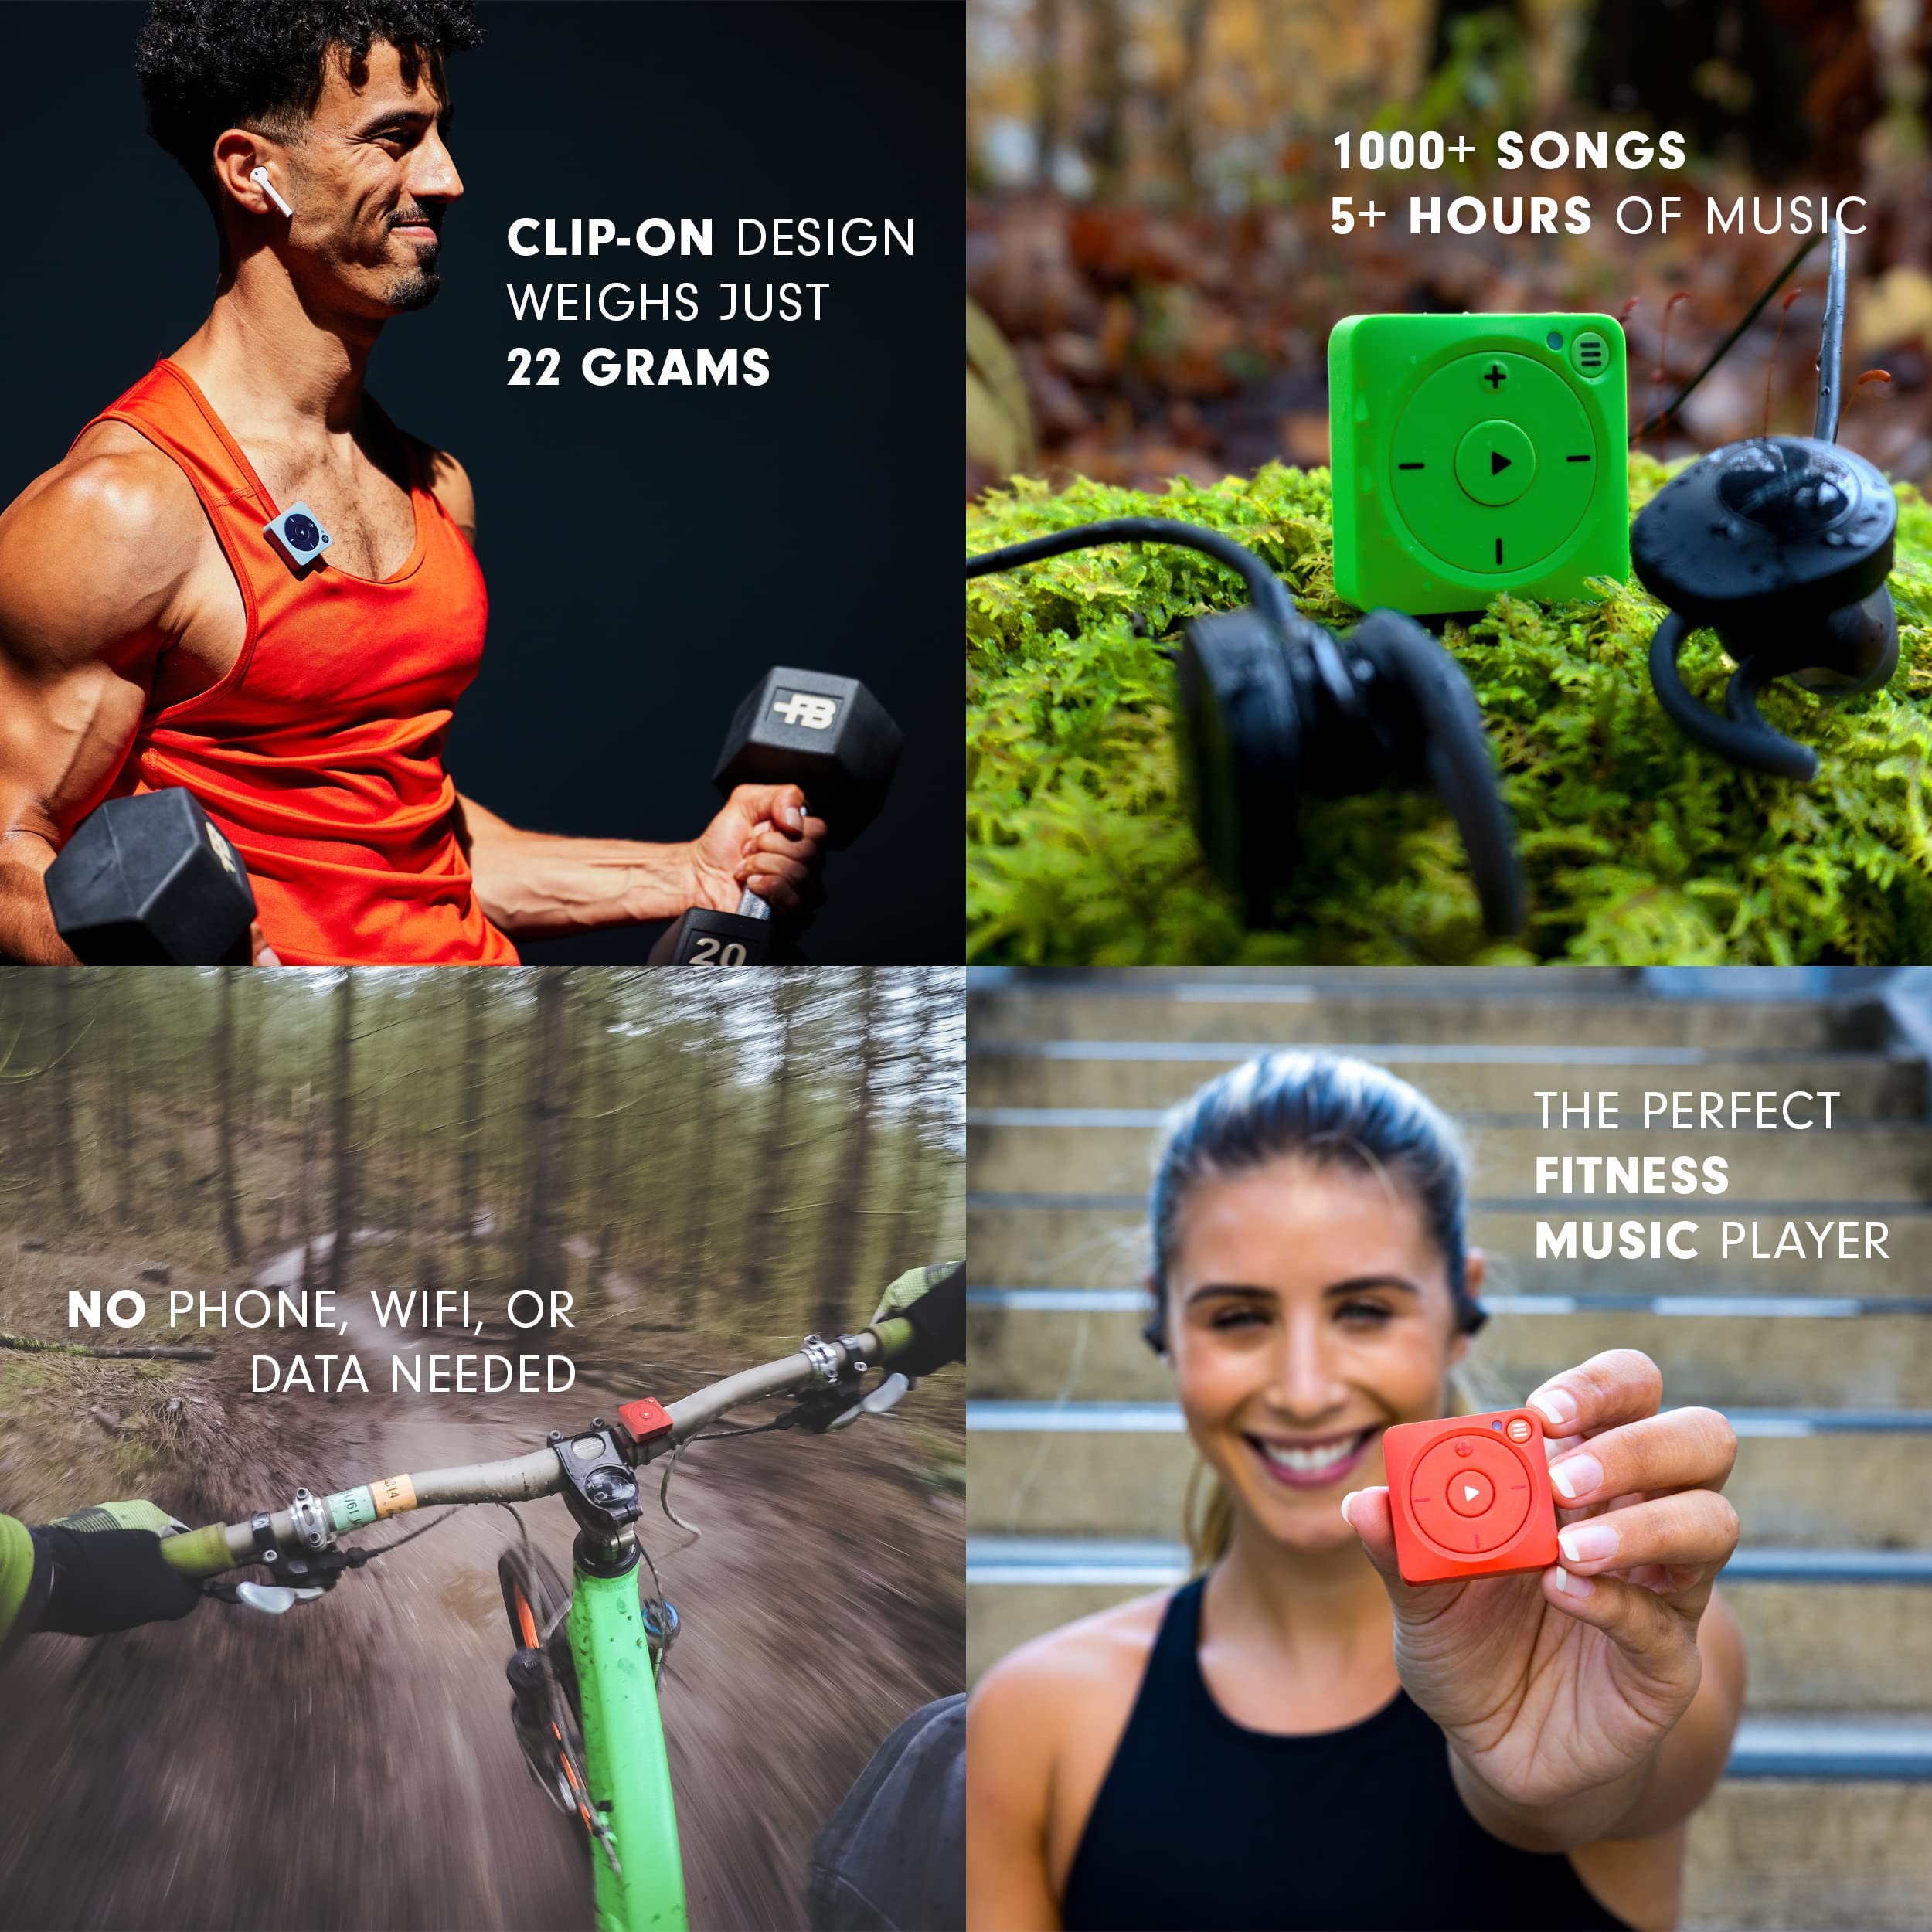 CLIP-ON DESIGN
WEIGHS JUST
22 GRAMS
20
1000+ SONGS
5+ HOURS OF MUSIC
NO PHONE, WIFI, OR
DATA NEEDED
THE PERFECT
FITNESS
MUSIC PLAYER